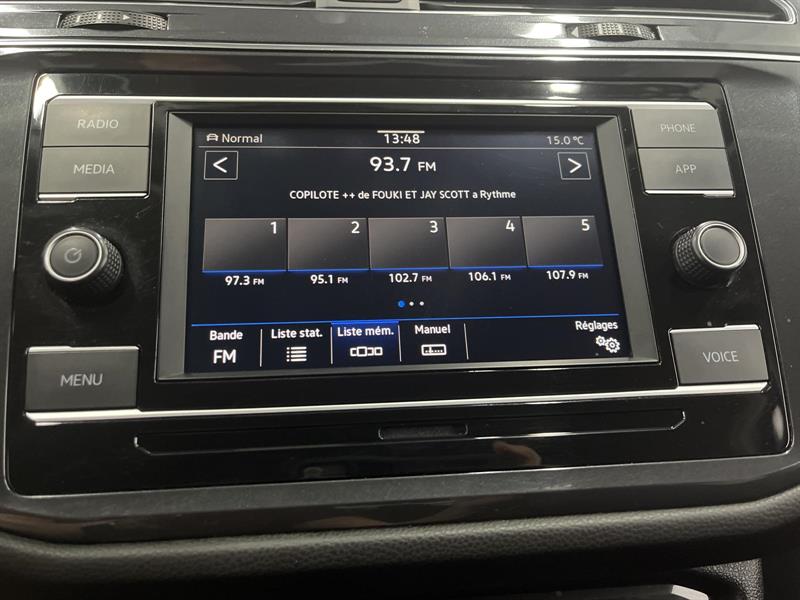 RADIO
MEDIA
MENU
Normal 13:48 15.0 °C
< 93.7 FM >
COPILOTE ++ de FOUKI ET JAY SCOTT a Rythme
1 2 3 4 5
97.3 FM 95.1 FM 102.7 FM 106.1 FM 107.9 FM
Bande Liste stat. Liste mém. Manuel Réglages
FM
PHONE
APP
VOICE